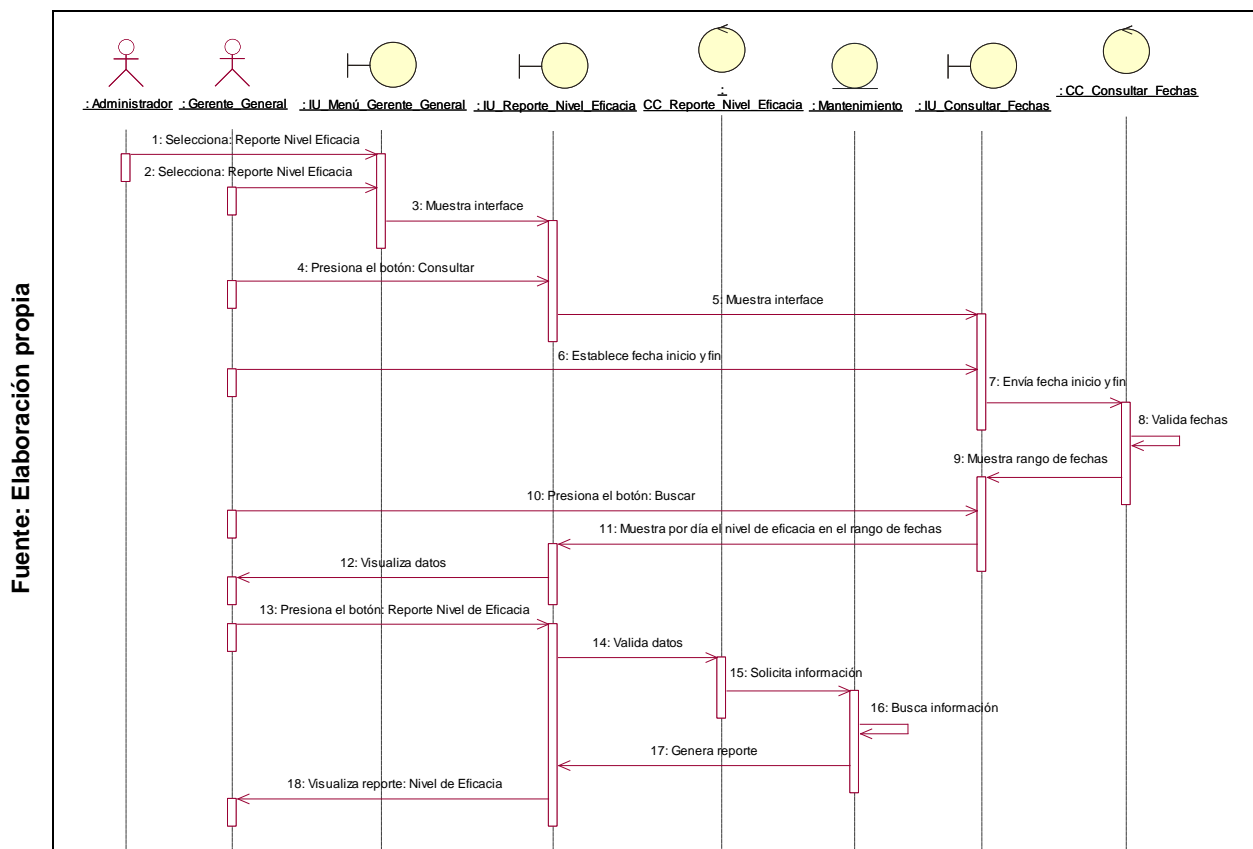 : Administrador
: Gerente_General
: IU_Menú_Gerente_General
: IU_Reporte_Nivel_Eficacia
:
CC_Reporte_Nivel_Eficacia
: Mantenimiento
: IU_Consultar_Fechas
: CC_Consultar_Fechas
1: Selecciona: Reporte Nivel Eficacia
2: Selecciona: Reporte Nivel Eficacia
3: Muestra interface
4: Presiona el botón: Consultar
5: Muestra interface
6: Establece fecha inicio y fin
7: Envía fecha inicio y fin
8: Valida fechas
9: Muestra rango de fechas
10: Presiona el botón: Buscar
11: Muestra por día el nivel de eficacia en el rango de fechas
12: Visualiza datos
13: Presiona el botón: Reporte Nivel de Eficacia
14: Valida datos
15: Solicita información
16: Busca información
17: Genera reporte
18: Visualiza reporte: Nivel de Eficacia
Fuente: Elaboración propia